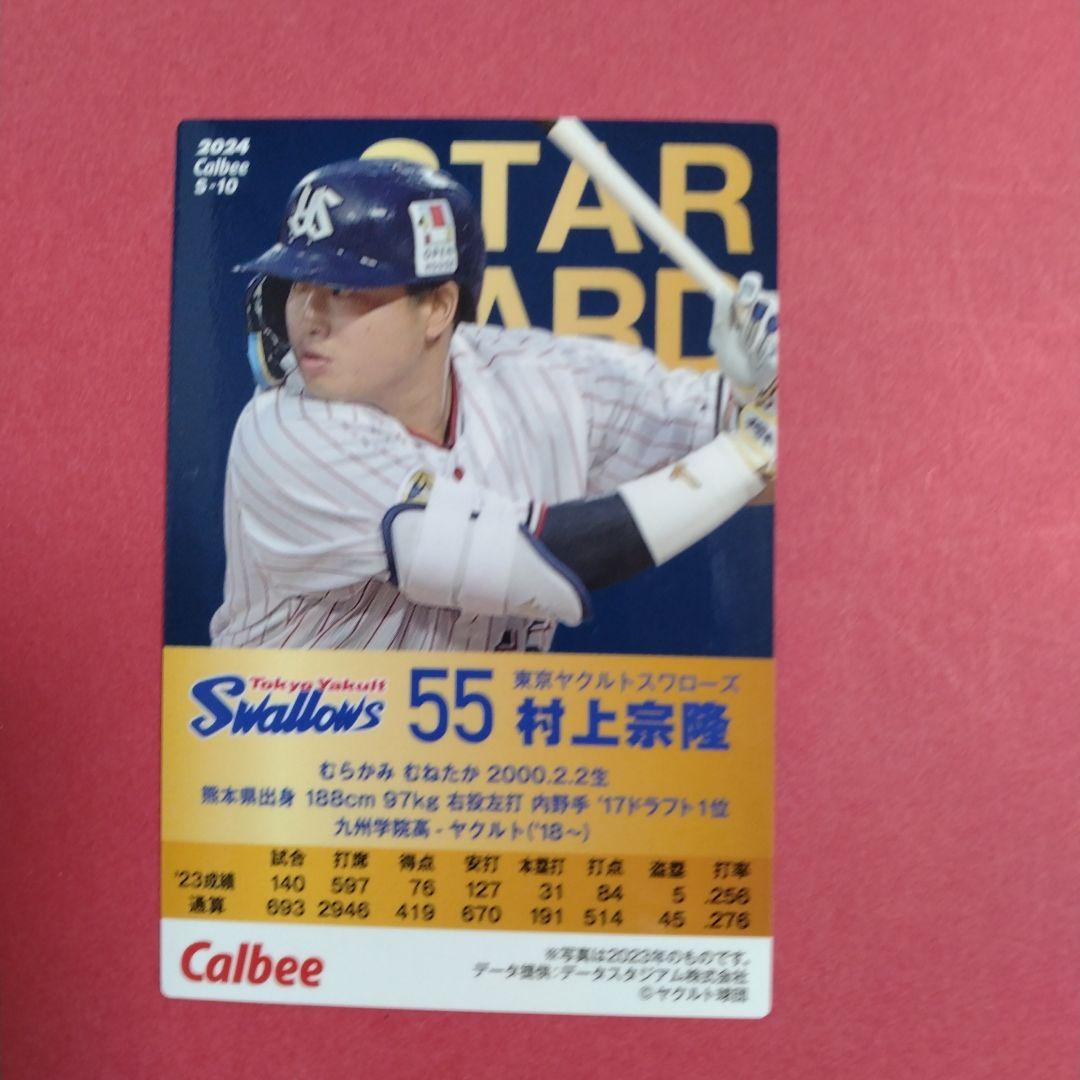 2024
Calbee
S-10
STAR
CARD
YS
OPEN
HOUSE
Tokyo Yakult
Swallows
55
東京ヤクルトスワローズ
村上宗隆
むらかみ むねたか 2000.2.2生
熊本県出身 188cm 97kg 右投左打 内野手 '17ドラフト1位
九州学院高 - ヤクルト('18～)
試合 打席 得点 安打 本塁打 打点 盗塁 打率
'23成績 140 597 76 127 31 84 5 .256
通算 693 2946 419 670 191 514 45 .276
Calbee
※写真は2023年のものです。
データ提供:データスタジアム株式会社
©ヤクルト球団